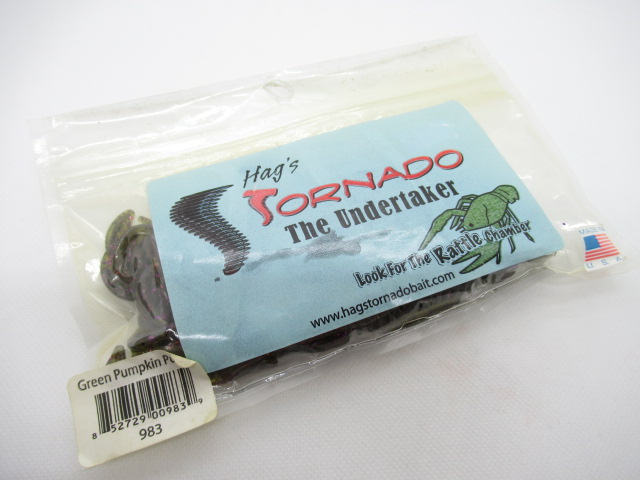 Hag's
TORNADO
The Undertaker
Look For The Rattle Chamber
www.hagstornadobait.com
MADE IN
U.S.A.
Green Pumpkin
8 52729 00983 9
983